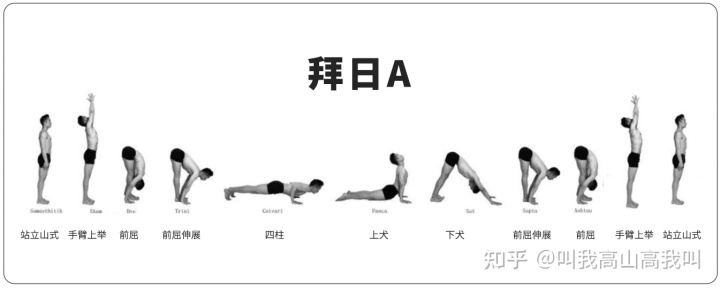 拜日A
Samasthitih Ekam Dve Trini Catvari Panca Sat Sapta Ashtau
站立山式 手臂上举 前屈 前屈伸展 四柱 上犬 下犬 前屈伸展 前屈 手臂上举 站立山式
知乎 @叫我高山高我叫